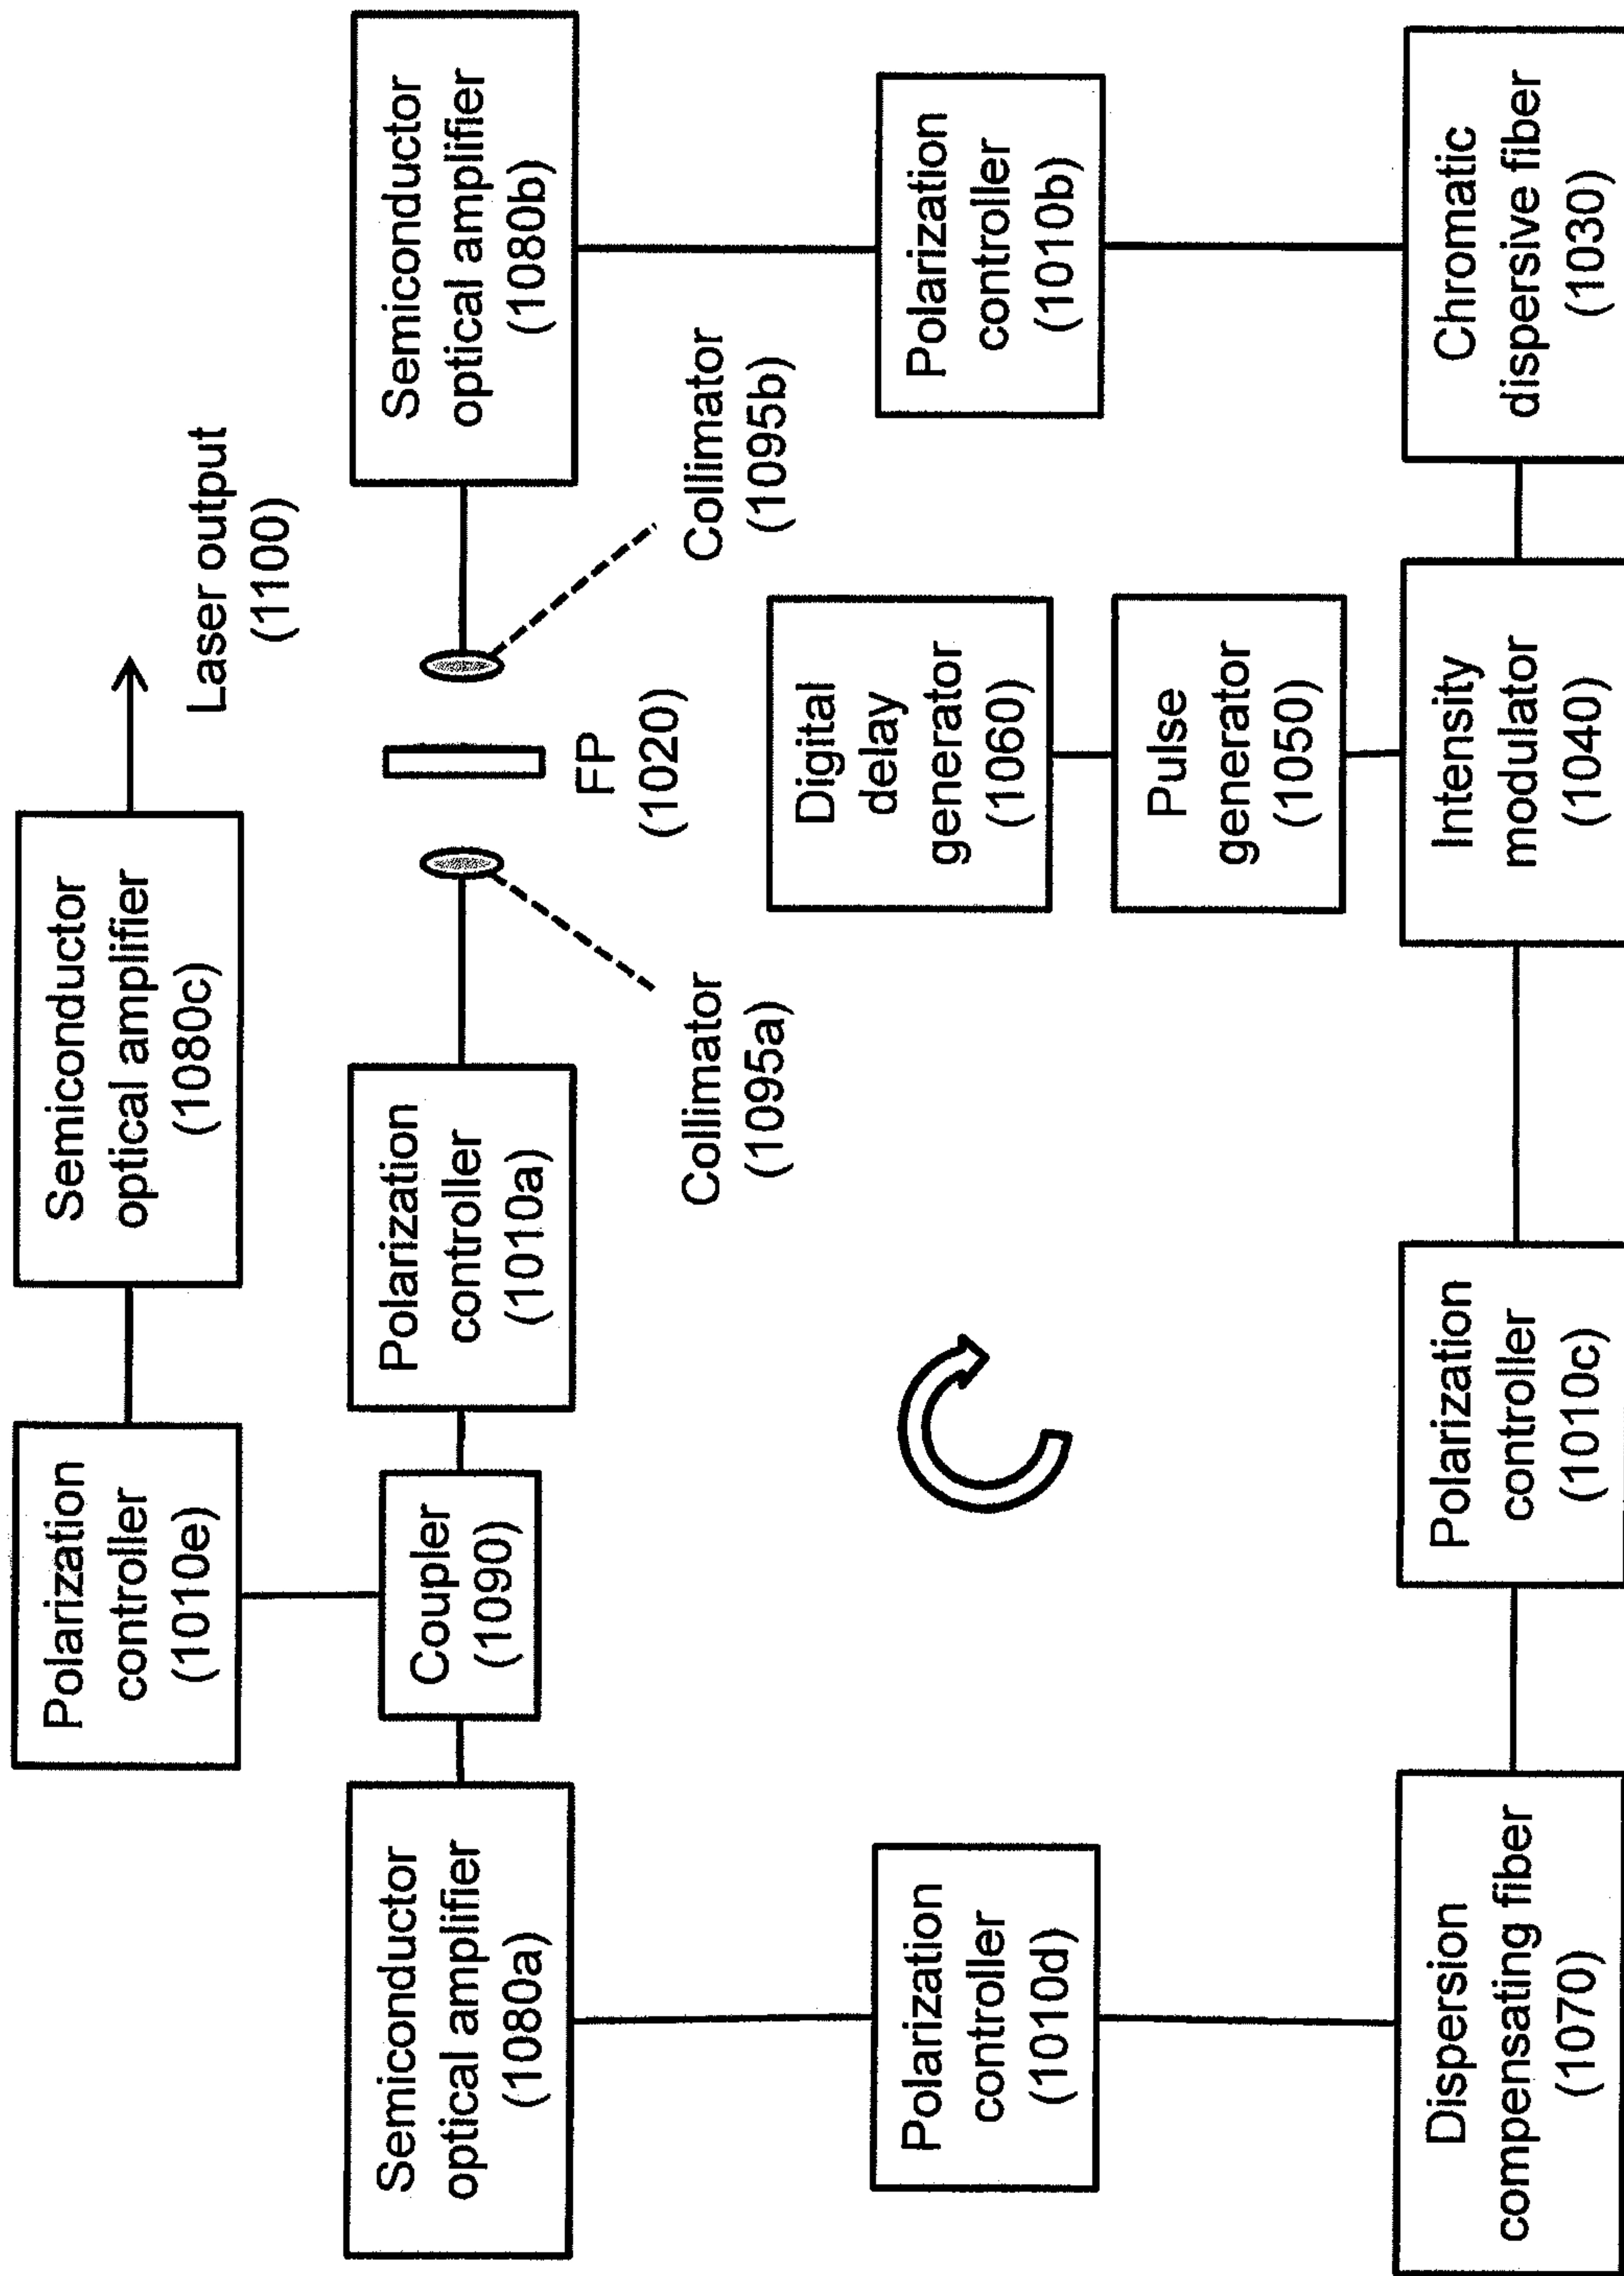 Polarization
controller
(1010e)
Semiconductor
optical amplifier
(1080c)
Laser output
(1100)
Semiconductor
optical amplifier
(1080a)
Coupler
(1090)
Polarization
controller
(1010a)
Collimator
(1095a)
FP
(1020)
Collimator
(1095b)
Semiconductor
optical amplifier
(1080b)
Polarization
controller
(1010d)
Digital
delay
generator
(1060)
Pulse
generator
(1050)
Polarization
controller
(1010b)
Dispersion
compensating fiber
(1070)
Polarization
controller
(1010c)
Intensity
modulator
(1040)
Chromatic
dispersive fiber
(1030)